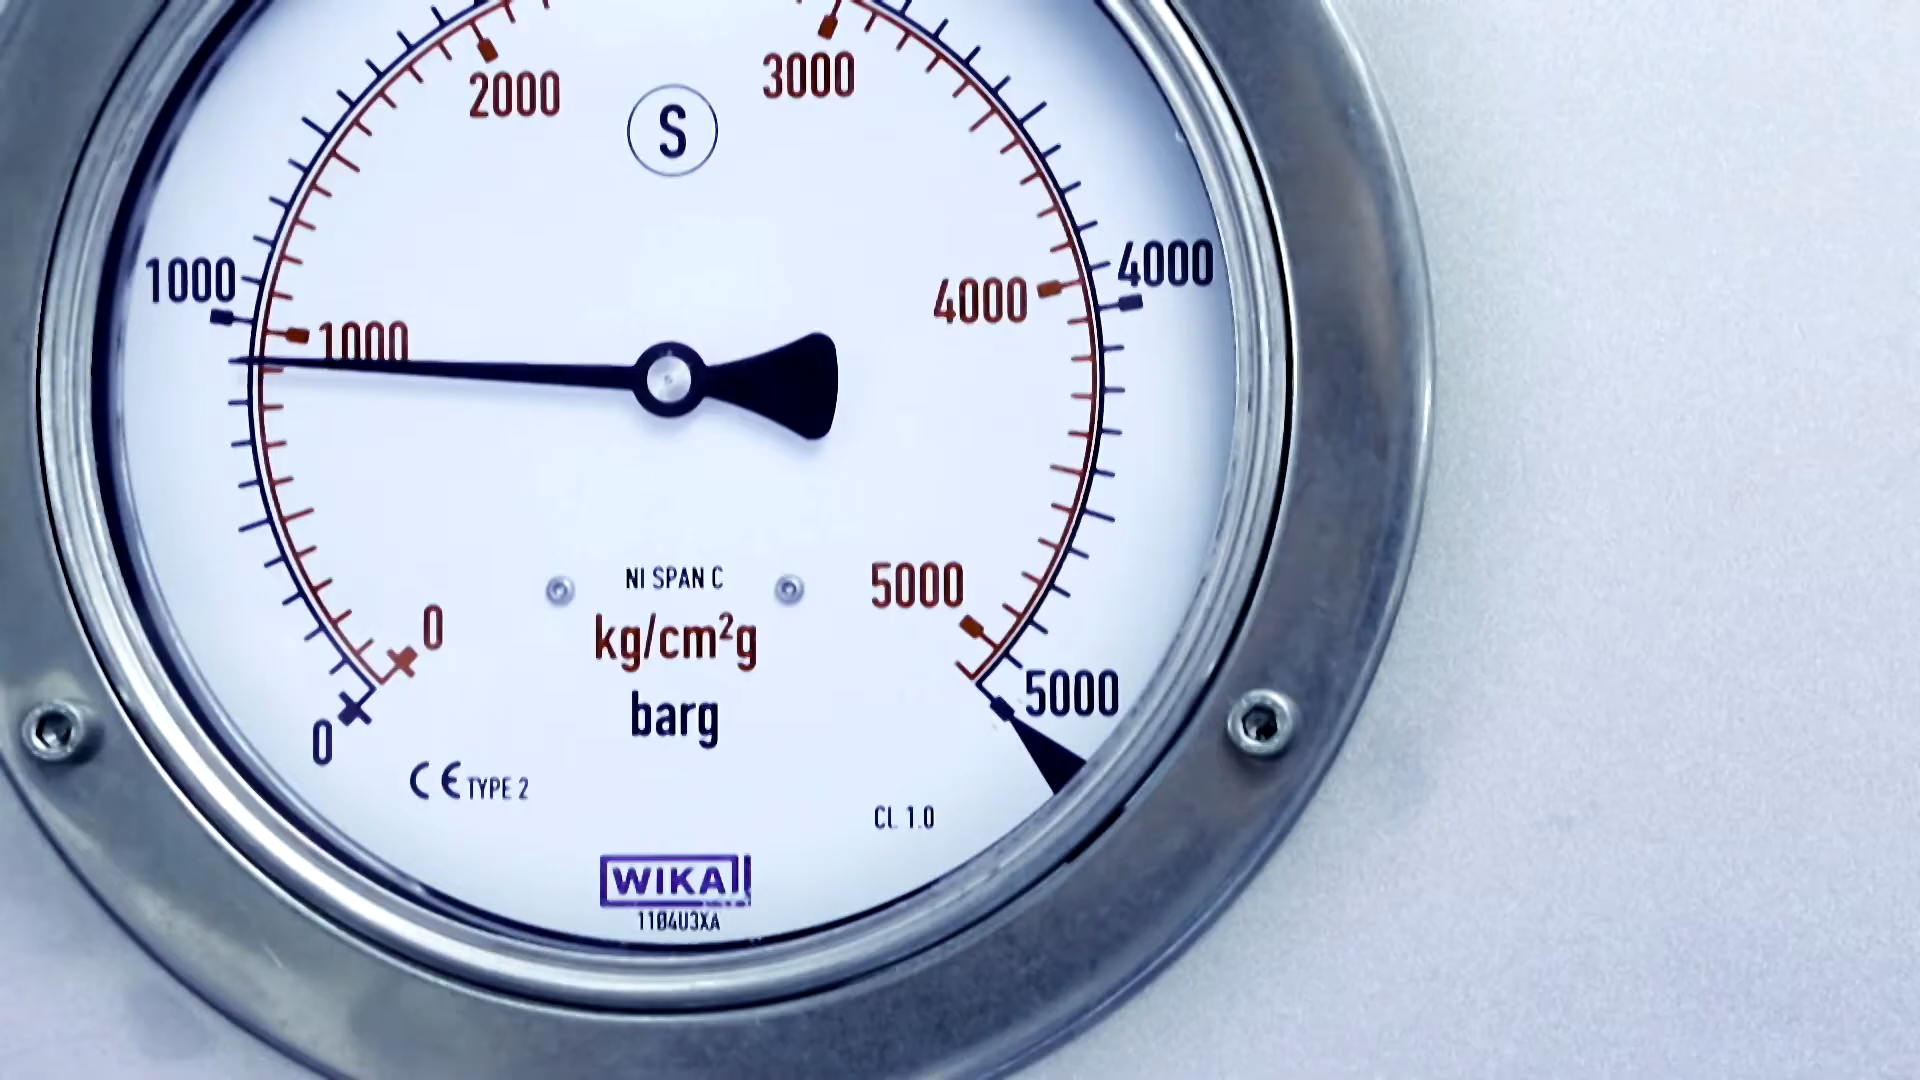 2000
3000
S
1000
4000
4000
1000
5000
NI SPAN C
0
kg/cm²g
5000
barg
0
CE TYPE 2
CL 1.0
WIKA
1184U3XA